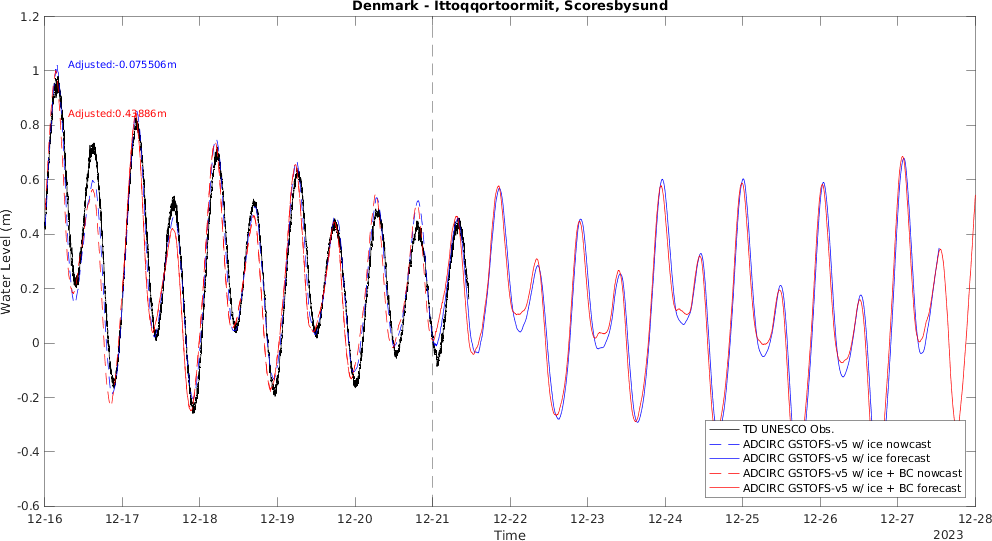 Denmark - Ittoqqortoormiit, Scoresbysund
1.2
1
0.8
0.6
0.4
0.2
0
-0.2
-0.4
-0.6
Water Level (m)
Adjusted:-0.075506m
Adjusted:0.43886m
TD UNESCO Obs.
ADCIRC GSTOFS-v5 w/ ice nowcast
ADCIRC GSTOFS-v5 w/ ice forecast
ADCIRC GSTOFS-v5 w/ ice + BC nowcast
ADCIRC GSTOFS-v5 w/ ice + BC forecast
12-16 12-17 12-18 12-19 12-20 12-21 12-22 12-23 12-24 12-25 12-26 12-27 12-28
Time
2023